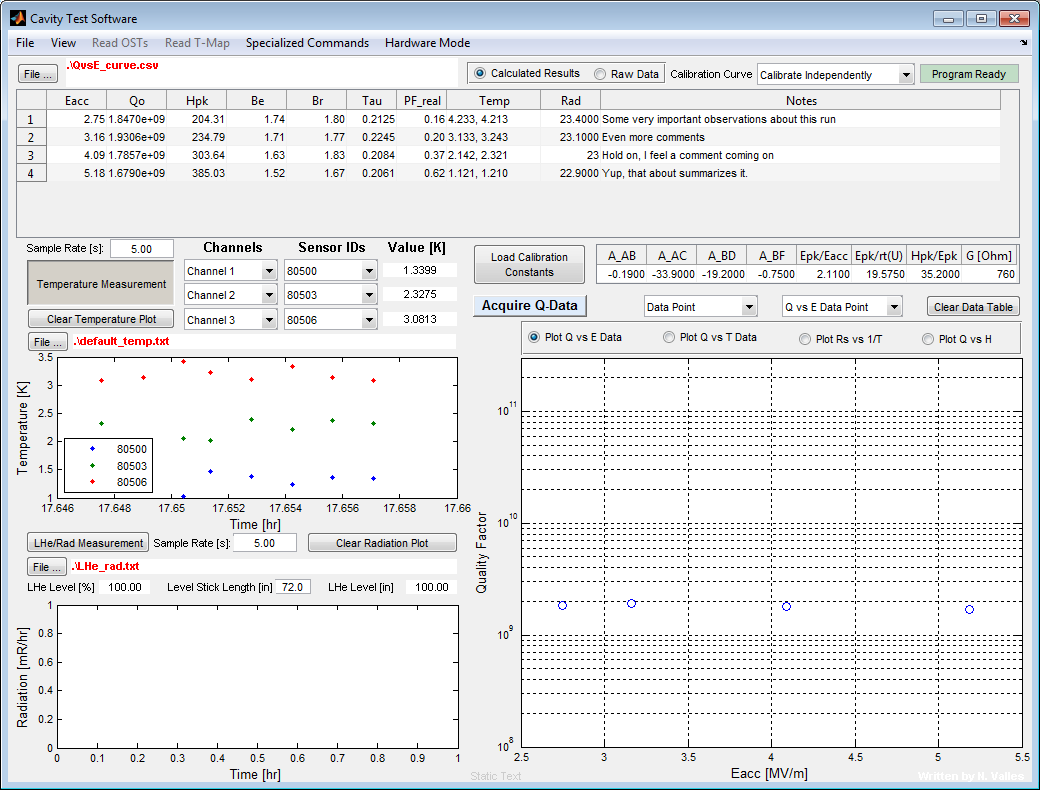 Cavity Test Software
File View Read OSTs Read T-Map Specialized Commands Hardware Mode
File ... .\QvsE_curve.csv Calculated Results Raw Data Calibration Curve Calibrate Independently Program Ready
Eacc Qo Hpk Be Br Tau PF_real Temp Rad Notes
1 2.75 1.8470e+09 204.31 1.74 1.80 0.2125 0.16 4.233, 4.213 23.4000 Some very important observations about this run
2 3.16 1.9306e+09 234.79 1.71 1.77 0.2245 0.20 3.133, 3.243 23.1000 Even more comments
3 4.09 1.7857e+09 303.64 1.63 1.83 0.2084 0.37 2.142, 2.321 23 Hold on, I feel a comment coming on
4 5.18 1.6790e+09 385.03 1.52 1.67 0.2061 0.62 1.121, 1.210 22.9000 Yup, that about summarizes it.
Sample Rate [s]: 5.00 Channels Sensor IDs Value [K]
Temperature Measurement
Channel 1 80500 1.3399
Channel 2 80503 2.3275
Clear Temperature Plot Channel 3 80506 3.0813
File ... .\default_temp.txt
Load Calibration
Constants
A_AB A_AC A_BD A_BF Epk/Eacc Epk/rt(U) Hpk/Epk G [Ohm]
-0.1900 -33.9000 -19.2000 -0.7500 2.1100 19.5750 35.2000 760
Acquire Q-Data Data Point Q vs E Data Point Clear Data Table
Plot Q vs E Data Plot Q vs T Data Plot Rs vs 1/T Plot Q vs H
3.5
3
2.5
2
1.5
1
Temperature [K]
80500
80503
80506
17.646 17.648 17.65 17.652 17.654 17.656 17.658 17.66
Time [hr]
LHe/Rad Measurement Sample Rate [s]: 5.00 Clear Radiation Plot
File ... .\LHe_rad.txt
LHe Level [%] 100.00 Level Stick Length [in] 72.0 LHe Level [in] 100.00
1
0.8
0.6
0.4
0.2
0
Radiation [mR/hr]
0 0.1 0.2 0.3 0.4 0.5 0.6 0.7 0.8 0.9 1
Time [hr]
10^11
10^10
10^9
10^8
Quality Factor
2.5 3 3.5 4 4.5 5 5.5
Eacc [MV/m]
Static Text
Written by N. Valles